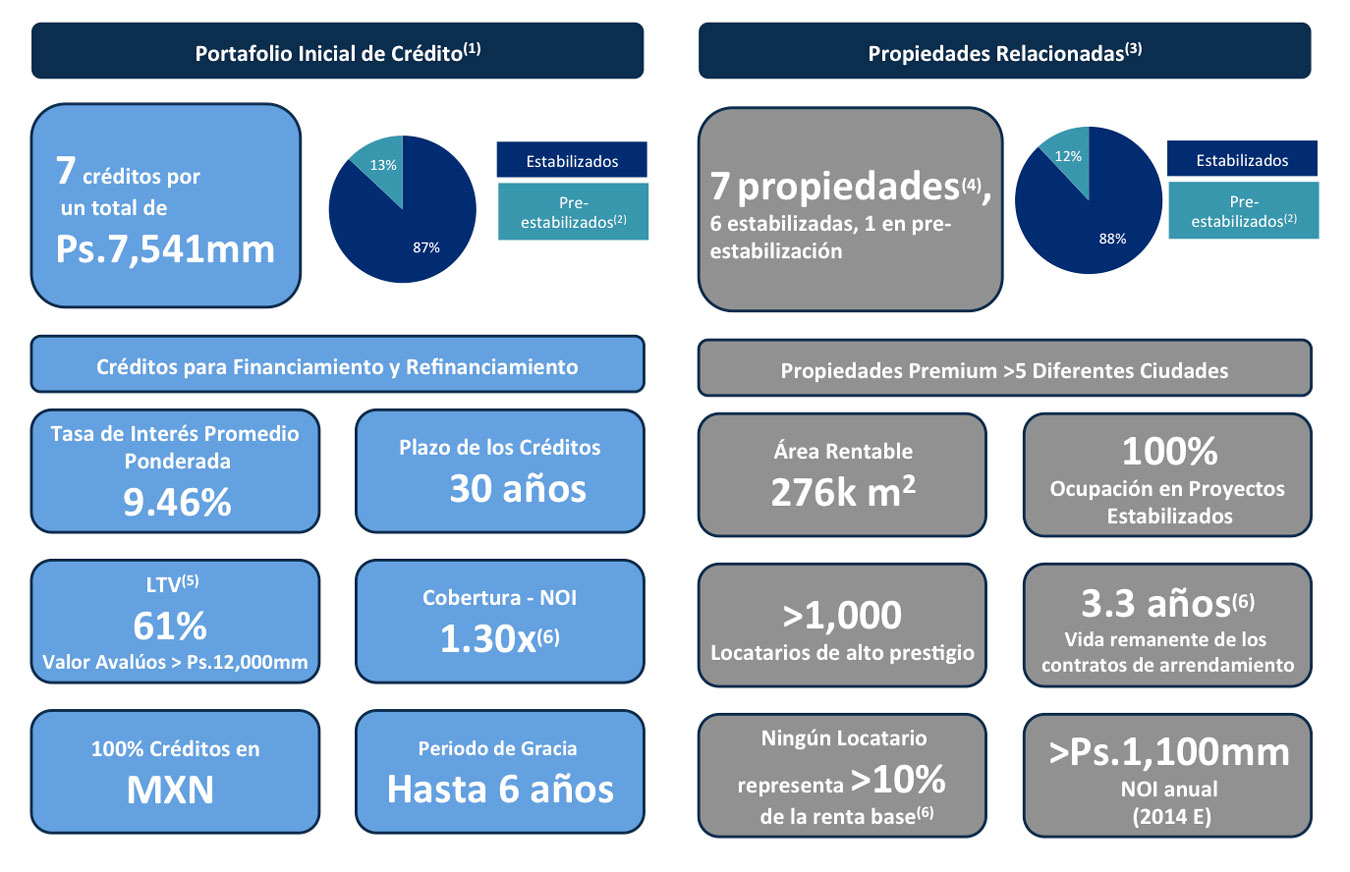 Portafolio Inicial de Crédito(1)
7 créditos por
un total de
Ps.7,541mm
13%
87%
Estabilizados
Pre-
estabilizados(2)
Créditos para Financiamiento y Refinanciamiento
Tasa de Interés Promedio
Ponderada
9.46%
Plazo de los Créditos
30 años
LTV(5)
61%
Valor Avalúos > Ps.12,000mm
Cobertura - NOI
1.30x(6)
100% Créditos en
MXN
Periodo de Gracia
Hasta 6 años
Propiedades Relacionadas(3)
7 propiedades(4),
6 estabilizadas, 1 en pre-
estabilización
12%
88%
Estabilizados
Pre-
estabilizados(2)
Propiedades Premium >5 Diferentes Ciudades
Área Rentable
276k m2
100%
Ocupación en Proyectos
Estabilizados
>1,000
Locatarios de alto prestigio
3.3 años(6)
Vida remanente de los
contratos de arrendamiento
Ningún Locatario
representa >10%
de la renta base(6)
>Ps.1,100mm
NOI anual
(2014 E)